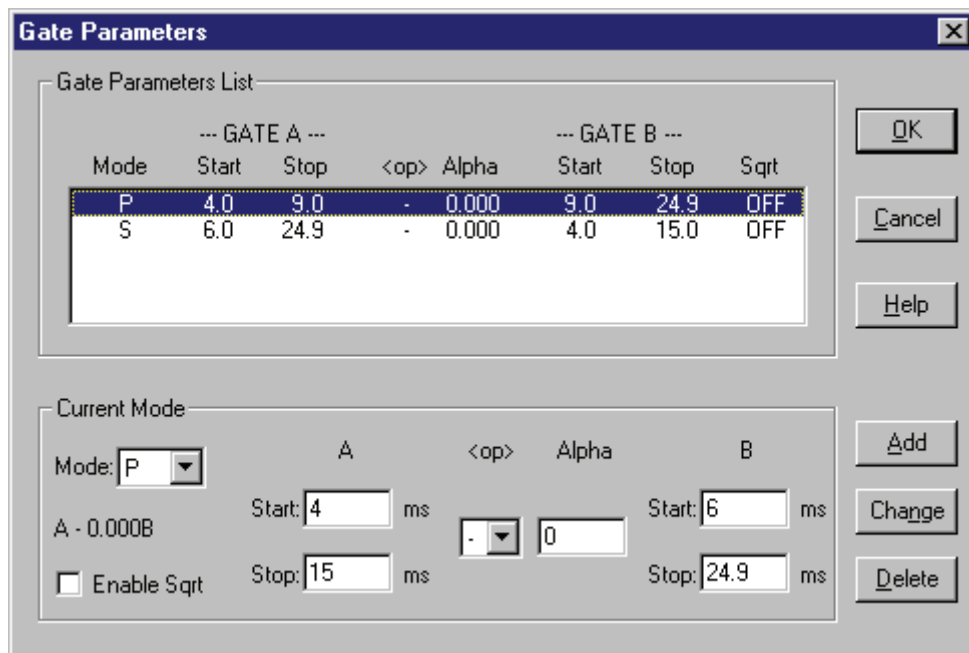 Gate Parameters
Gate Parameters List
--- GATE A --- --- GATE B ---
Mode Start Stop <op> Alpha Start Stop Sqrt
P 4.0 9.0 - 0.000 9.0 24.9 OFF
S 6.0 24.9 - 0.000 4.0 15.0 OFF
OK
Cancel
Help
Current Mode
A <op> Alpha B
Mode: P
Start: 4 ms - 0 Start: 6 ms
A - 0.000B
Enable Sqrt
Stop: 15 ms Stop: 24.9 ms
Add
Change
Delete